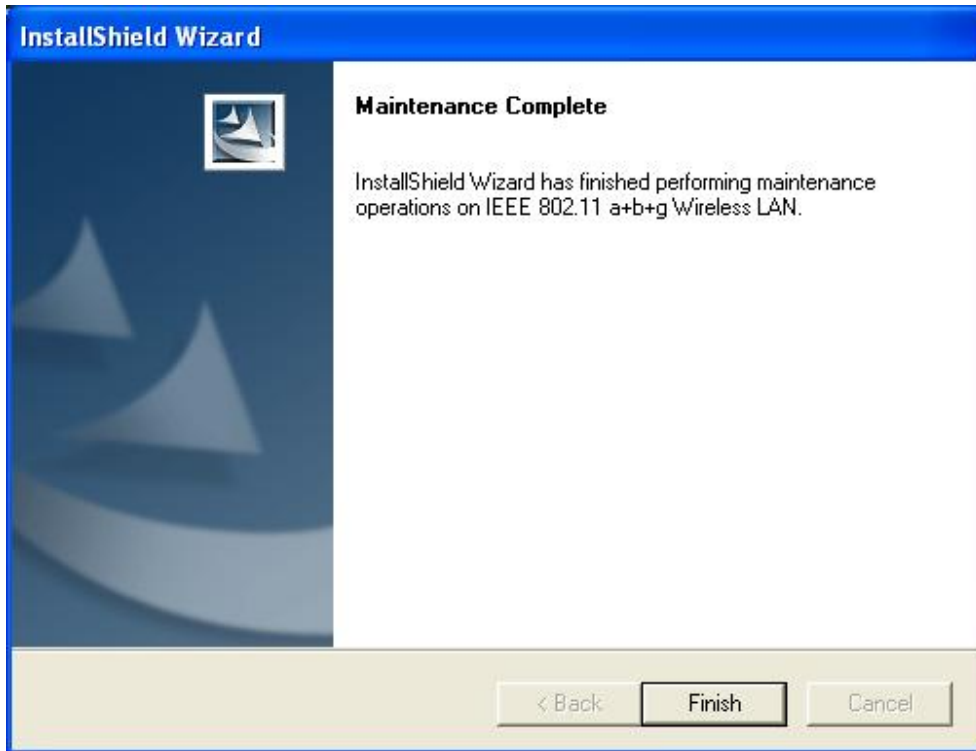 InstallShield Wizard
Maintenance Complete
InstallShield Wizard has finished performing maintenance
operations on IEEE 802.11 a+b+g Wireless LAN.
< Back
Finish
Cancel